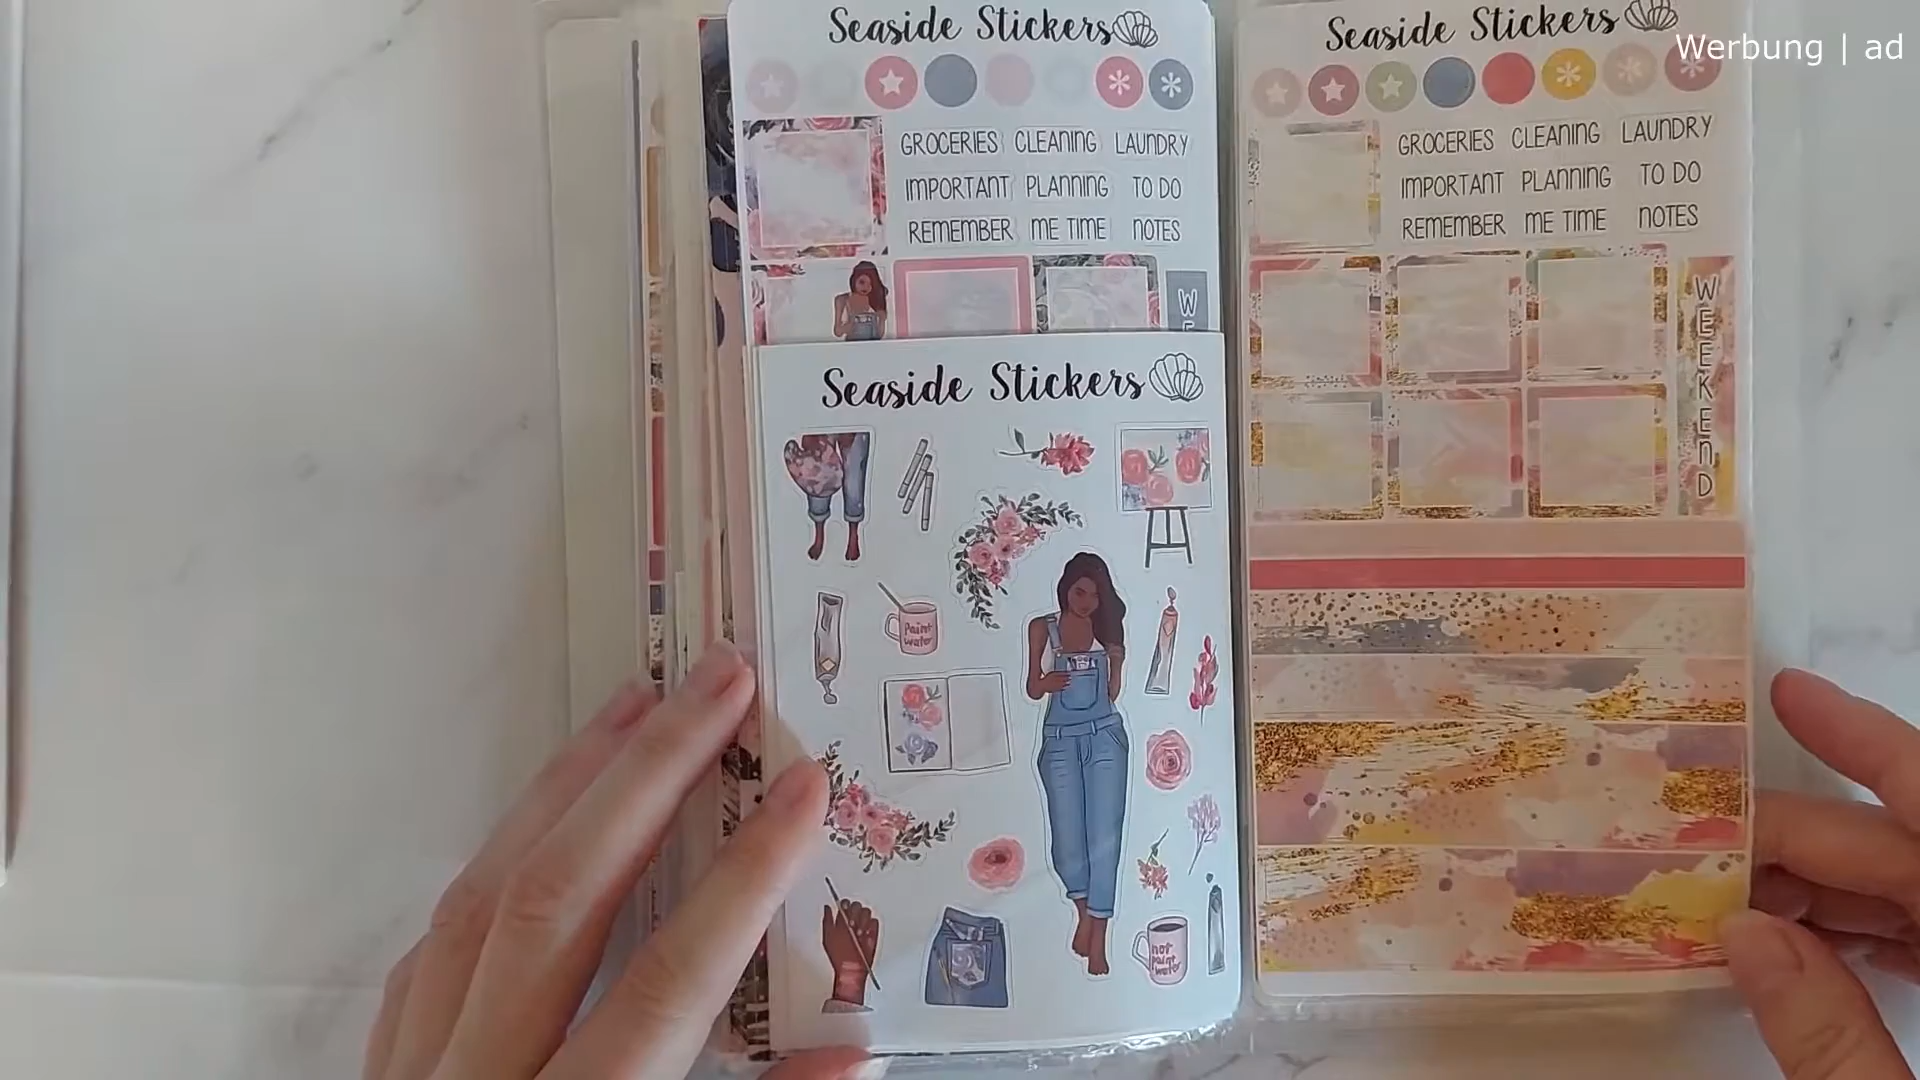 Seaside Stickers
GROCERIES CLEANING LAUNDRY
IMPORTANT PLANNING TO DO
REMEMBER ME TIME NOTES
WE
Seaside Stickers
Paint
water
not
paint
water
Seaside Stickers
Werbung | ad
GROCERIES CLEANING LAUNDRY
IMPORTANT PLANNING TO DO
REMEMBER ME TIME NOTES
WEEKEND